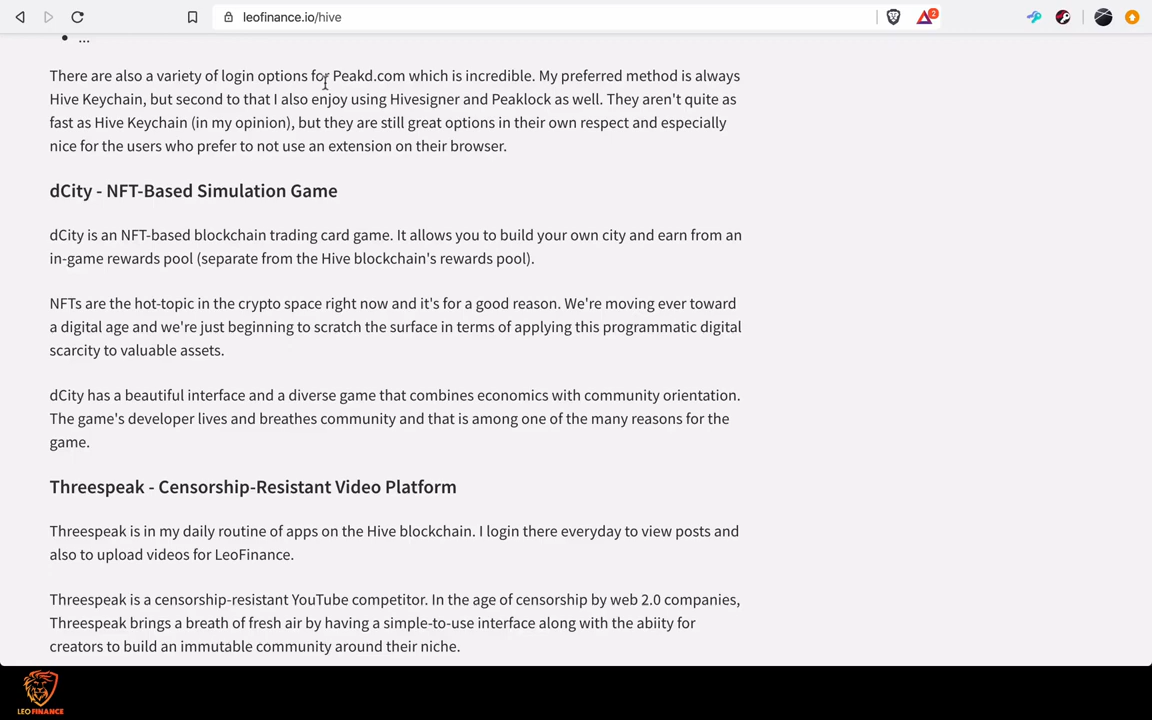 leofinance.io/hive
2
• ...
There are also a variety of login options for Peakd.com which is incredible. My preferred method is always
Hive Keychain, but second to that I also enjoy using Hivesigner and Peaklock as well. They aren't quite as
fast as Hive Keychain (in my opinion), but they are still great options in their own respect and especially
nice for the users who prefer to not use an extension on their browser.
dCity - NFT-Based Simulation Game
dCity is an NFT-based blockchain trading card game. It allows you to build your own city and earn from an
in-game rewards pool (separate from the Hive blockchain's rewards pool).
NFTs are the hot-topic in the crypto space right now and it's for a good reason. We're moving ever toward
a digital age and we're just beginning to scratch the surface in terms of applying this programmatic digital
scarcity to valuable assets.
dCity has a beautiful interface and a diverse game that combines economics with community orientation.
The game's developer lives and breathes community and that is among one of the many reasons for the
game.
Threespeak - Censorship-Resistant Video Platform
Threespeak is in my daily routine of apps on the Hive blockchain. I login there everyday to view posts and
also to upload videos for LeoFinance.
Threespeak is a censorship-resistant YouTube competitor. In the age of censorship by web 2.0 companies,
Threespeak brings a breath of fresh air by having a simple-to-use interface along with the abiity for
creators to build an immutable community around their niche.
LEO FINANCE